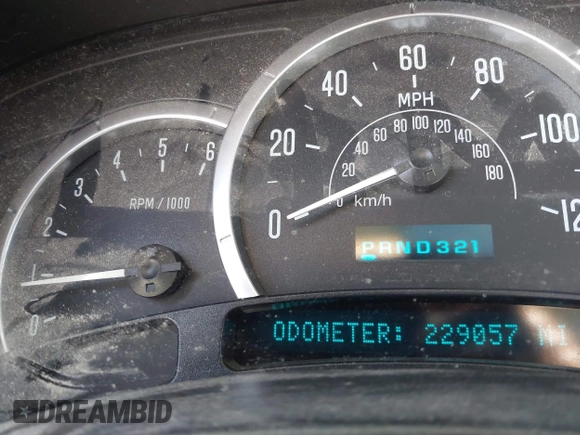 0 1 2 3 4 5 6
RPM / 1000
0 20 40 60 80 100 12
MPH
0 20 40 60 80 100 120 140 160 180
km/h
PRND321
ODOMETER: 229057 MI
DREAMBID